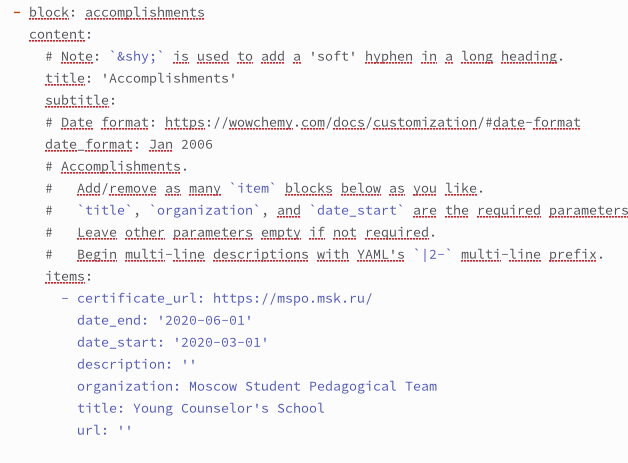 - block: accomplishments
content:
# Note: `&shy;` is used to add a 'soft' hyphen in a long heading.
title: 'Accomplishments'
subtitle:
# Date format: https://wowchemy.com/docs/customization/#date-format
date_format: Jan 2006
# Accomplishments.
#   Add/remove as many `item` blocks below as you like.
#   `title`, `organization`, and `date_start` are the required parameters
#   Leave other parameters empty if not required.
#   Begin multi-line descriptions with YAML's `|2-` multi-line prefix.
items:
- certificate_url: https://mspo.msk.ru/
date_end: '2020-06-01'
date_start: '2020-03-01'
description: ''
organization: Moscow Student Pedagogical Team
title: Young Counselor's School
url: ''